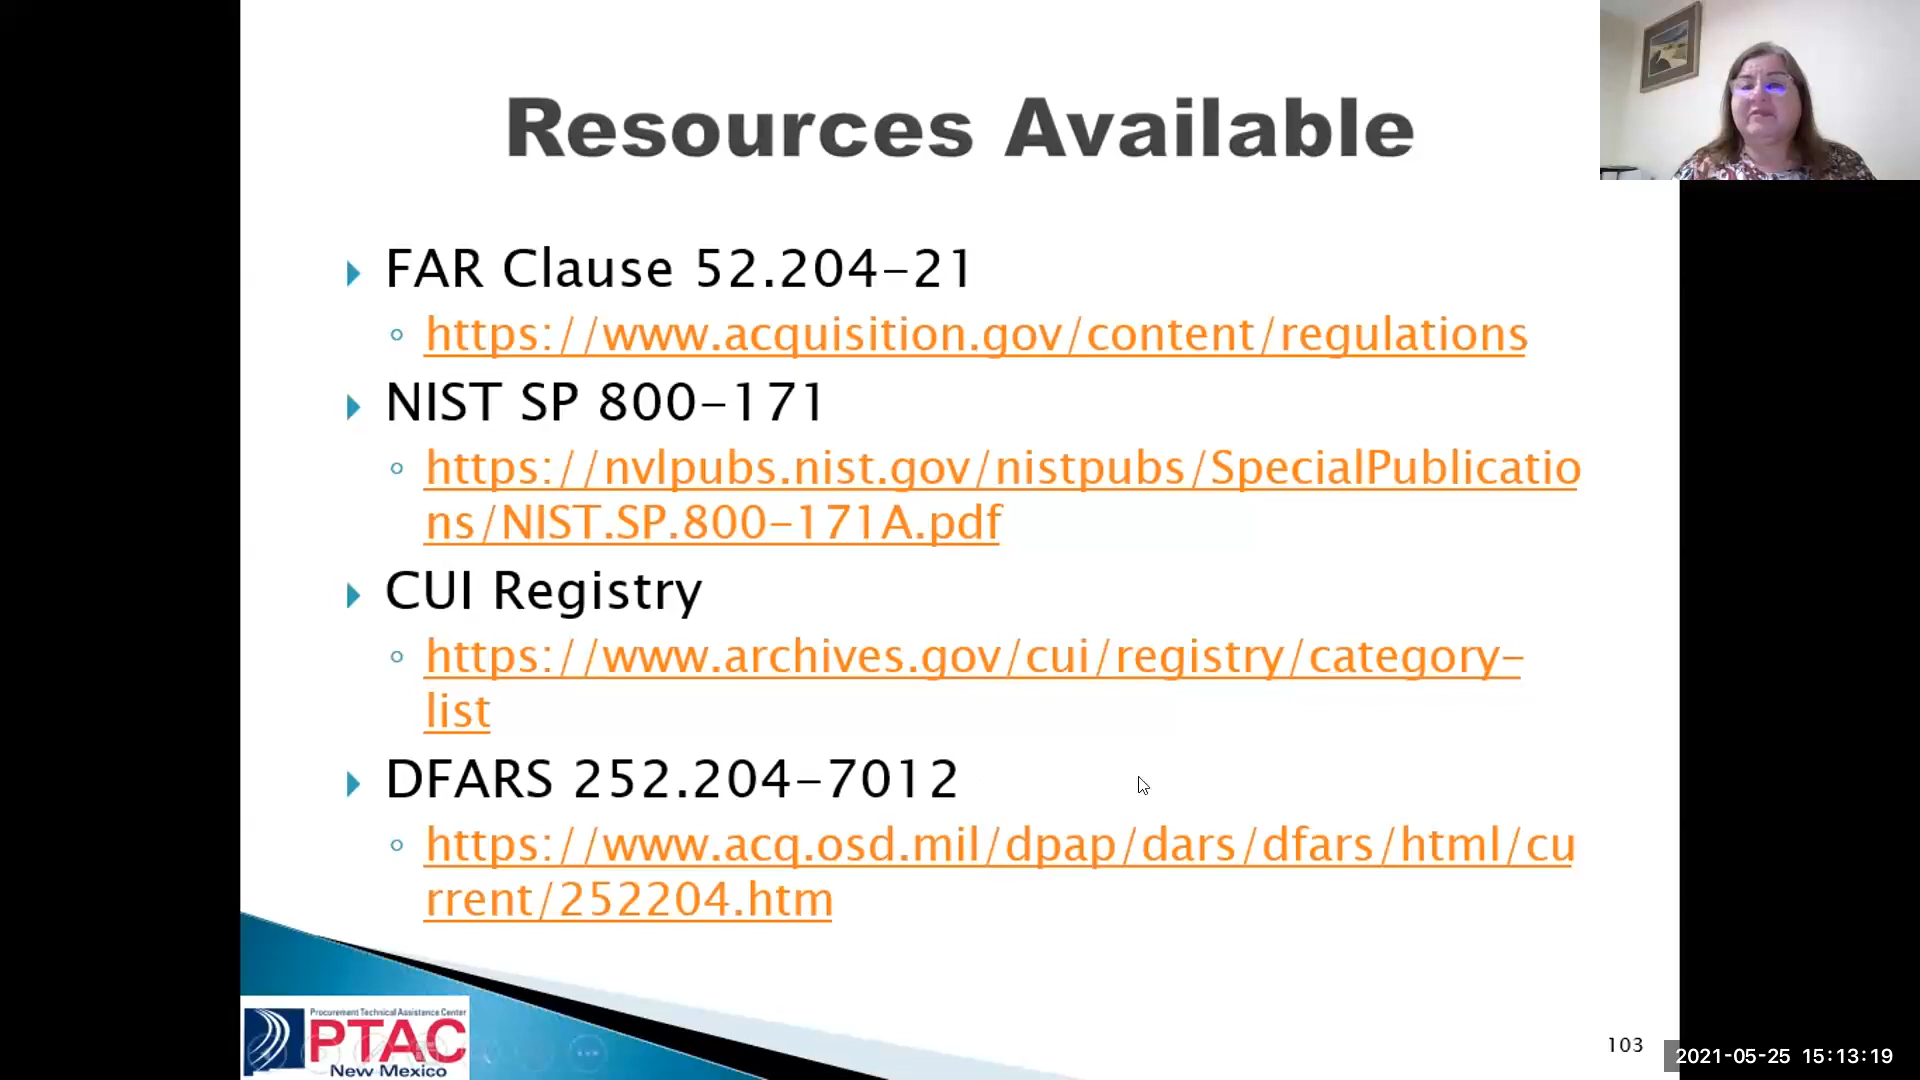 Resources Available
FAR Clause 52.204-21
https://www.acquisition.gov/content/regulations
NIST SP 800-171
https://nvlpubs.nist.gov/nistpubs/SpecialPublicatio
ns/NIST.SP.800-171A.pdf
CUI Registry
https://www.archives.gov/cui/registry/category-
list
DFARS 252.204-7012
https://www.acq.osd.mil/dpap/dars/dfars/html/cu
rrent/252204.htm
Procurement Technical Assistance Center
PTAC
New Mexico
103
2021-05-25 15:13:19